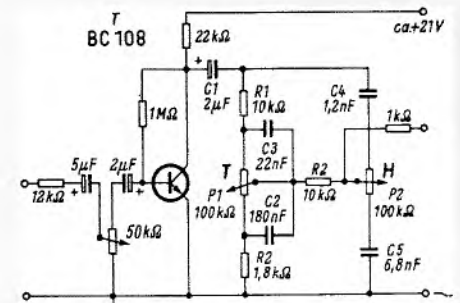 T
BC 108
22kΩ
ca.+21V
C1
2µF
R1
10kΩ
C4
1,2nF
1MΩ
C3
22nF
1kΩ
5µF
2µF
T
R2
10kΩ
H
P1
100kΩ
P2
100kΩ
12kΩ
C2
180nF
50kΩ
R2
1,8kΩ
C5
6,8nF